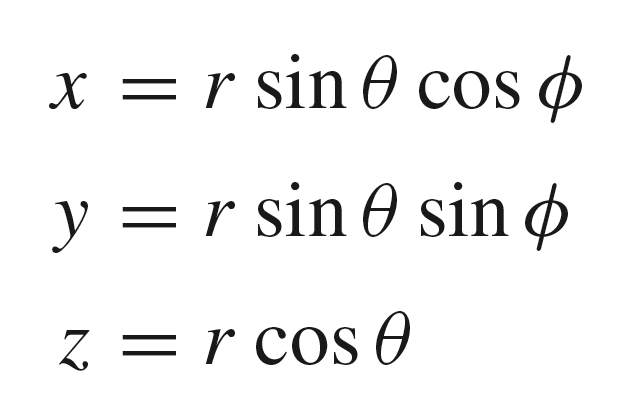 x = r sin θ cos ϕ
y = r sin θ sin ϕ
z = r cos θ